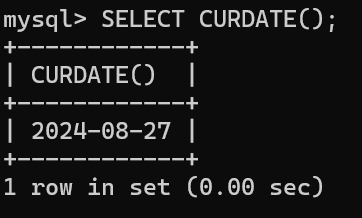 mysql> SELECT CURDATE();
+------------+
| CURDATE()  |
+------------+
| 2024-08-27 |
+------------+
1 row in set (0.00 sec)